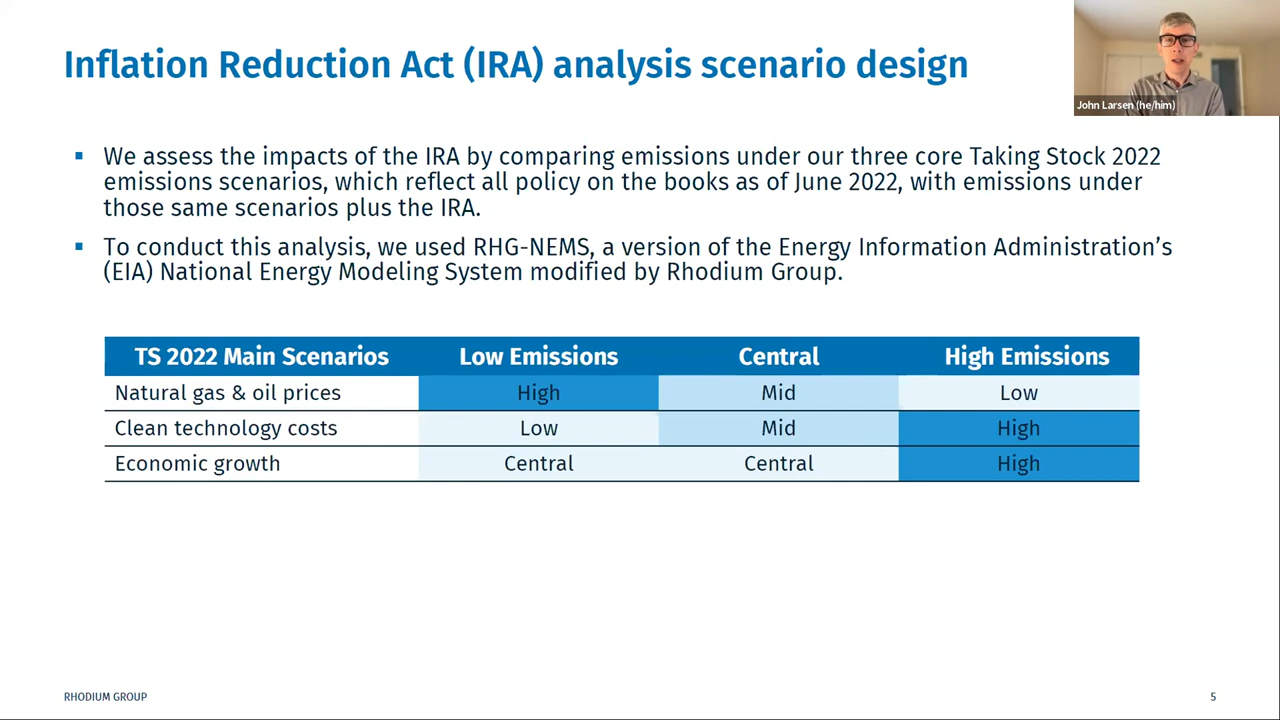 Inflation Reduction Act (IRA) analysis scenario design
John Larsen (he/him)
▪ We assess the impacts of the IRA by comparing emissions under our three core Taking Stock 2022
emissions scenarios, which reflect all policy on the books as of June 2022, with emissions under
those same scenarios plus the IRA.
▪ To conduct this analysis, we used RHG-NEMS, a version of the Energy Information Administration’s
(EIA) National Energy Modeling System modified by Rhodium Group.
TS 2022 Main Scenarios Low Emissions Central High Emissions
Natural gas & oil prices High Mid Low
Clean technology costs Low Mid High
Economic growth Central Central High
RHODIUM GROUP 5